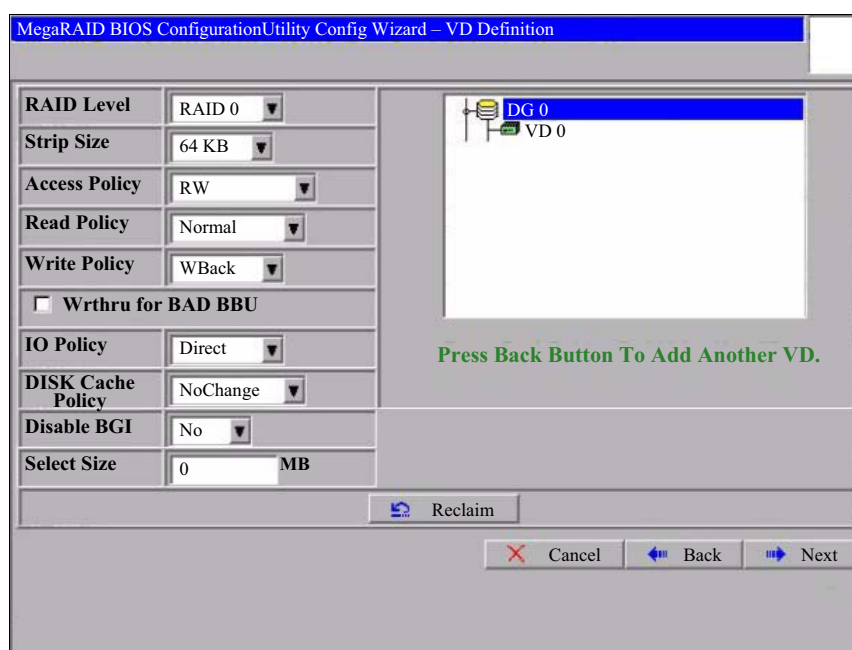 MegaRAID BIOS ConfigurationUtility Config Wizard – VD Definition
RAID Level RAID 0
Strip Size 64 KB
Access Policy RW
Read Policy Normal
Write Policy WBack
Wrthru for BAD BBU
IO Policy Direct
DISK Cache
Policy NoChange
Disable BGI No
Select Size 0 MB
DG 0
VD 0
Press Back Button To Add Another VD.
Reclaim
Cancel Back Next